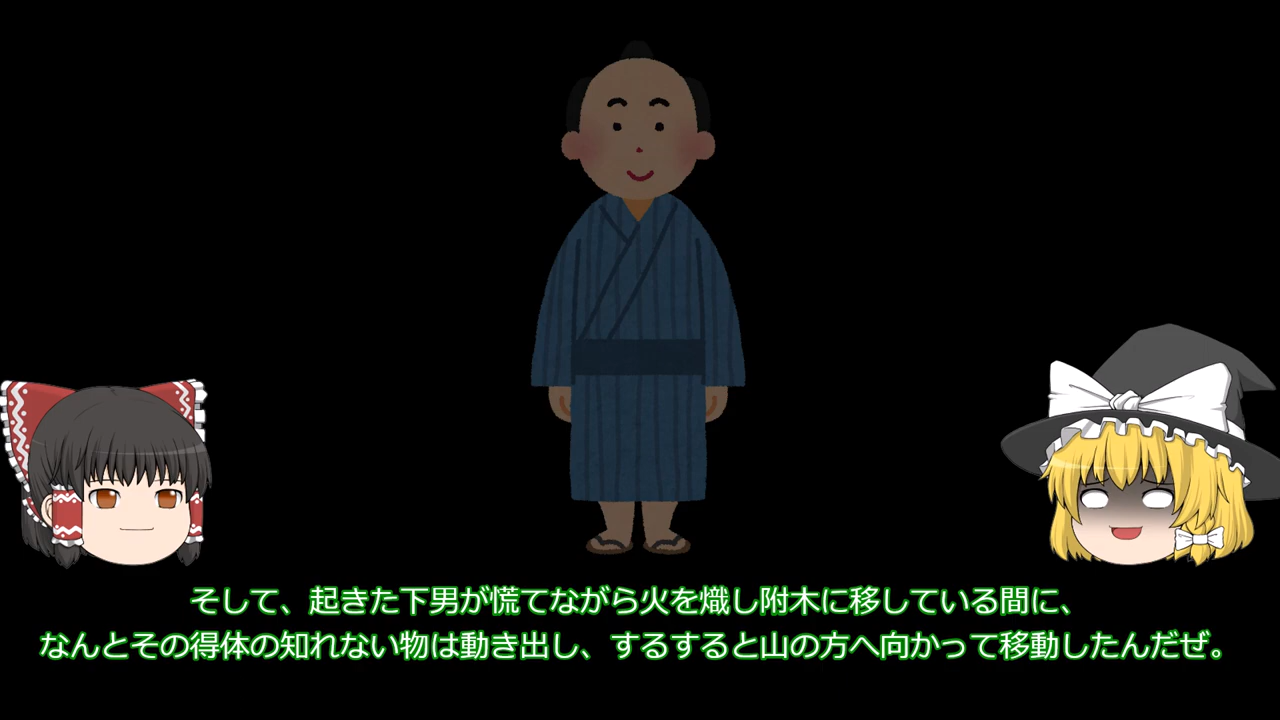 そして、起きた下男が慌てながら火を熾し附木に移している間に、
なんとその得体の知れない物は動き出し、するすると山の方へ向かって移動したんだぜ。